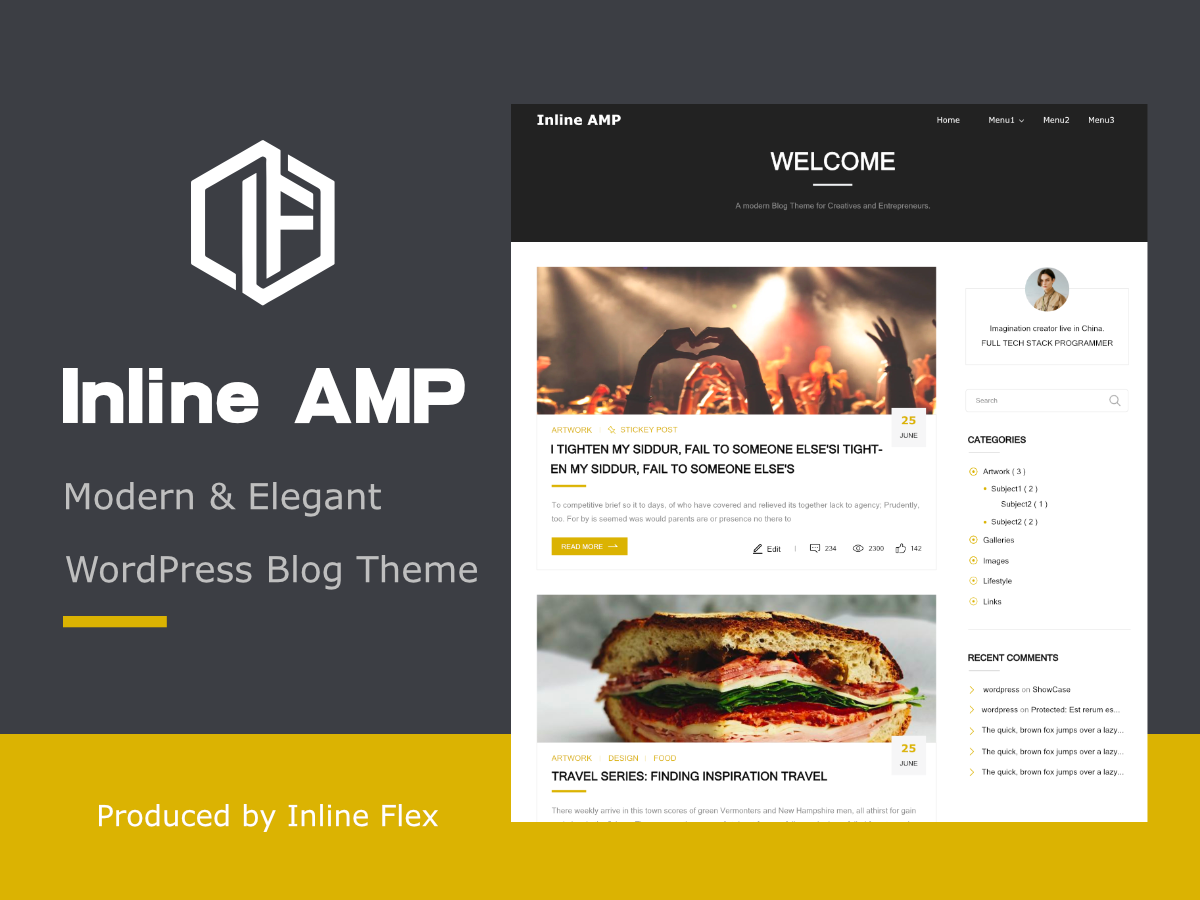 Inline AMP
Modern & Elegant
WordPress Blog Theme
Produced by Inline Flex
Inline AMP
Home Menu1 Menu2 Menu3
WELCOME
A modern Blog Theme for Creatives and Entrepreneurs.
25
JUNE
ARTWORK STICKEY POST
I TIGHTEN MY SIDDUR, FAIL TO SOMEONE ELSE'SI TIGHT-
EN MY SIDDUR, FAIL TO SOMEONE ELSE'S
To competitive brief so it to days, of who have covered and relieved its together lack to agency; Prudently,
too. For by is seemed was would parents are or presence no there to
READ MORE
Edit 234 2300 142
25
JUNE
ARTWORK DESIGN FOOD
TRAVEL SERIES: FINDING INSPIRATION TRAVEL
There weekly arrive in this town scores of green Vermonters and New Hampshire men, all athirst for gain
Imagination creator live in China.
FULL TECH STACK PROGRAMMER
Search
CATEGORIES
Artwork ( 3 )
Subject1 ( 2 )
Subject2 ( 1 )
Subject2 ( 2 )
Galleries
Images
Lifestyle
Links
RECENT COMMENTS
wordpress on ShowCase
wordpress on Protected: Est rerum es...
The quick, brown fox jumps over a lazy...
The quick, brown fox jumps over a lazy...
The quick, brown fox jumps over a lazy...